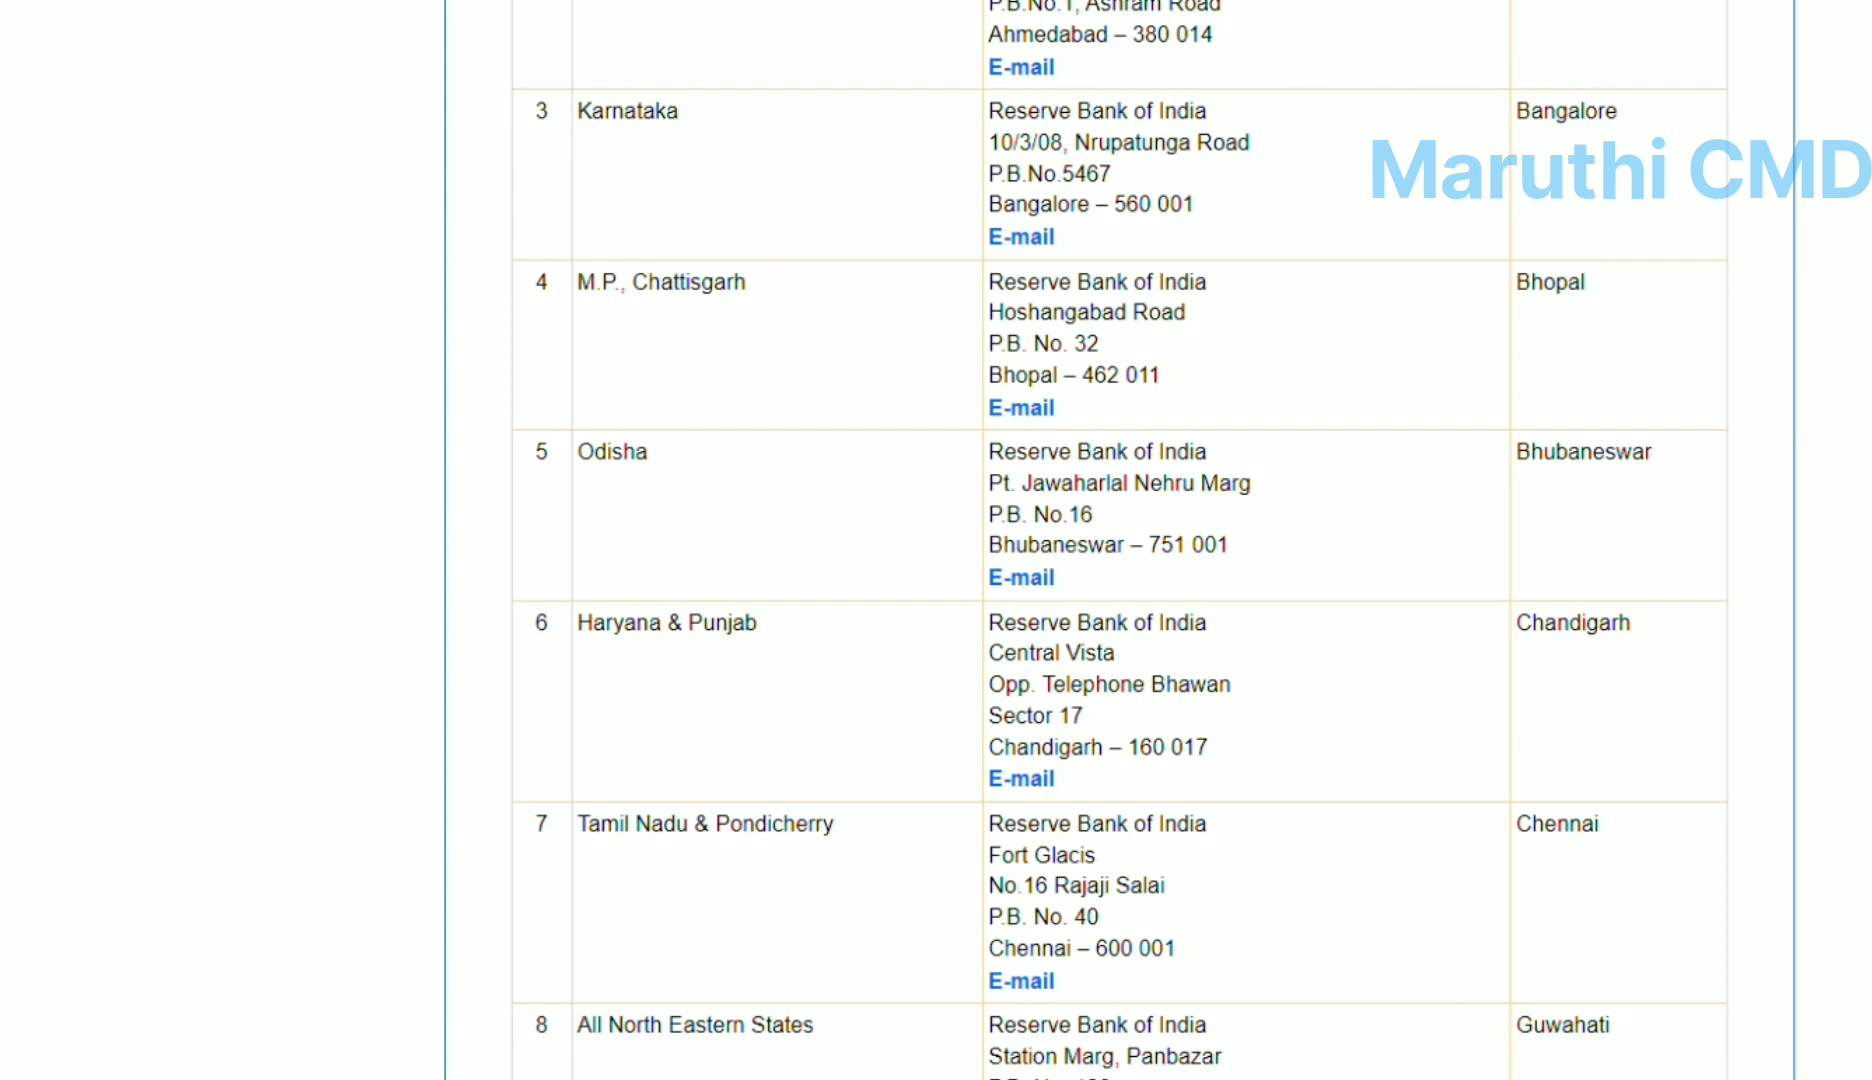 P.B.No.1, Ashram Road
Ahmedabad – 380 014
E-mail
3 Karnataka Reserve Bank of India Bangalore
10/3/08, Nrupatunga Road
P.B.No.5467
Bangalore – 560 001
E-mail
Maruthi CMD
4 M.P., Chattisgarh Reserve Bank of India Bhopal
Hoshangabad Road
P.B. No. 32
Bhopal – 462 011
E-mail
5 Odisha Reserve Bank of India Bhubaneswar
Pt. Jawaharlal Nehru Marg
P.B. No.16
Bhubaneswar – 751 001
E-mail
6 Haryana & Punjab Reserve Bank of India Chandigarh
Central Vista
Opp. Telephone Bhawan
Sector 17
Chandigarh – 160 017
E-mail
7 Tamil Nadu & Pondicherry Reserve Bank of India Chennai
Fort Glacis
No.16 Rajaji Salai
P.B. No. 40
Chennai – 600 001
E-mail
8 All North Eastern States Reserve Bank of India Guwahati
Station Marg, Panbazar